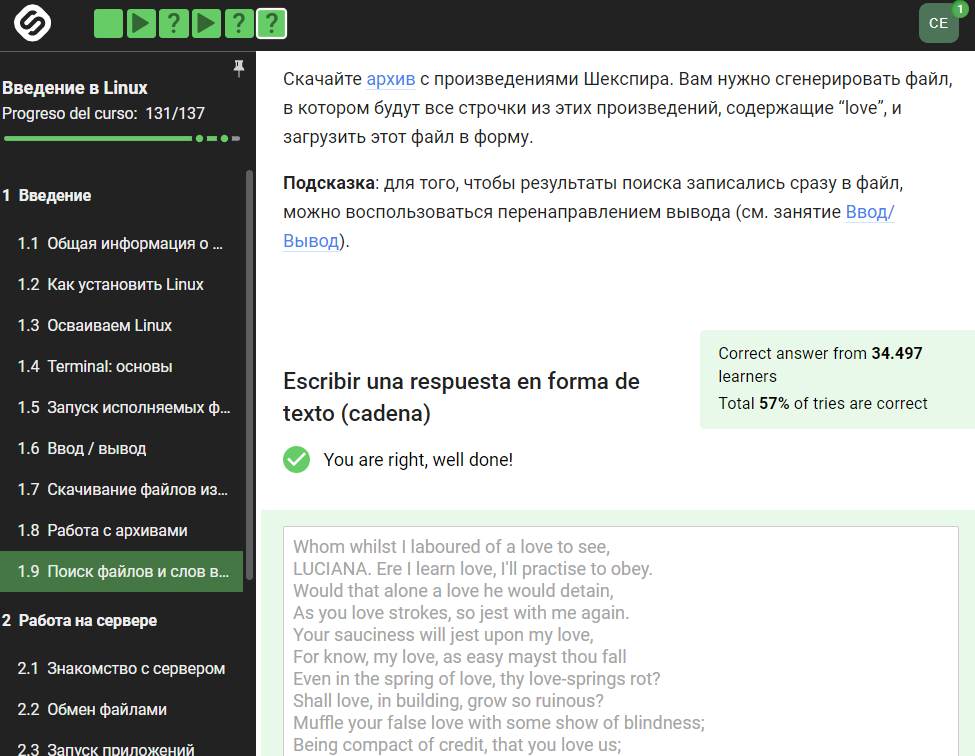 ? ? ?
CE
1
Введение в Linux
Progreso del curso: 131/137
1 Введение
1.1 Общая информация о ...
1.2 Как установить Linux
1.3 Осваиваем Linux
1.4 Terminal: основы
1.5 Запуск исполняемых ф...
1.6 Ввод / вывод
1.7 Скачивание файлов из...
1.8 Работа с архивами
1.9 Поиск файлов и слов в...
2 Работа на сервере
2.1 Знакомство с сервером
2.2 Обмен файлами
2.3 Запуск приложений
Скачайте архив с произведениями Шекспира. Вам нужно сгенерировать файл,
в котором будут все строчки из этих произведений, содержащие “love”, и
загрузить этот файл в форму.
Подсказка: для того, чтобы результаты поиска записались сразу в файл,
можно воспользоваться перенаправлением вывода (см. занятие Ввод/
Вывод).
Correct answer from 34.497
learners
Total 57% of tries are correct
Escribir una respuesta en forma de
texto (cadena)
You are right, well done!
Whom whilst I laboured of a love to see,
LUCIANA. Ere I learn love, I'll practise to obey.
Would that alone a love he would detain,
As you love strokes, so jest with me again.
Your sauciness will jest upon my love,
For know, my love, as easy mayst thou fall
Even in the spring of love, thy love-springs rot?
Shall love, in building, grow so ruinous?
Muffle your false love with some show of blindness;
Being compact of credit, that you love us;